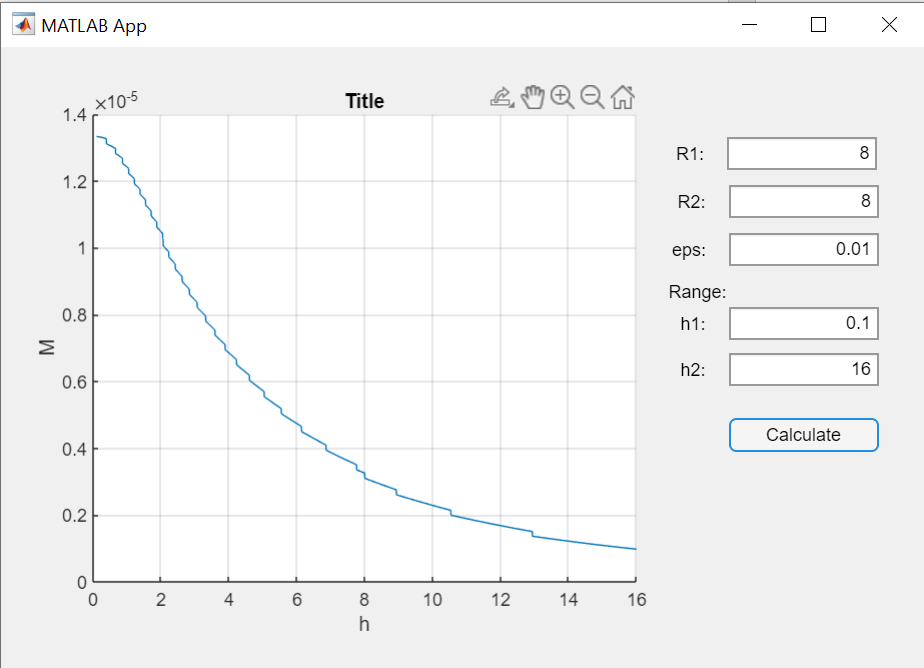 MATLAB App
×10-5
Title
1.4
1.2
1
0.8
0.6
0.4
0.2
0
M
0 2 4 6 8 10 12 14 16
h
R1: 8
R2: 8
eps: 0.01
Range:
h1: 0.1
h2: 16
Calculate